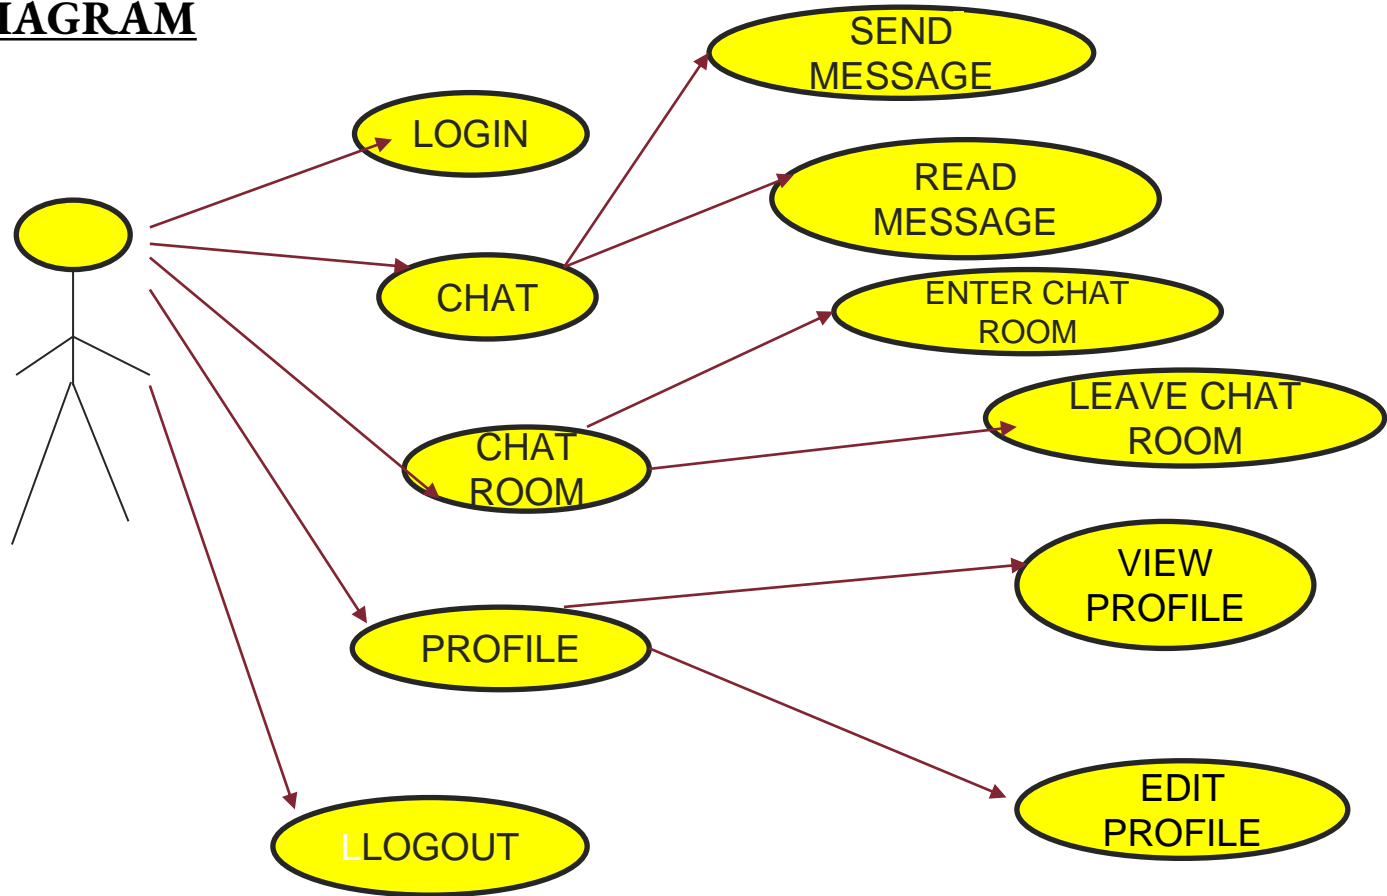 IAGRAM
SEND
MESSAGE
LOGIN
READ
MESSAGE
CHAT
ENTER CHAT
ROOM
LEAVE CHAT
ROOM
CHAT
ROOM
VIEW
PROFILE
PROFILE
EDIT
PROFILE
LLOGOUT